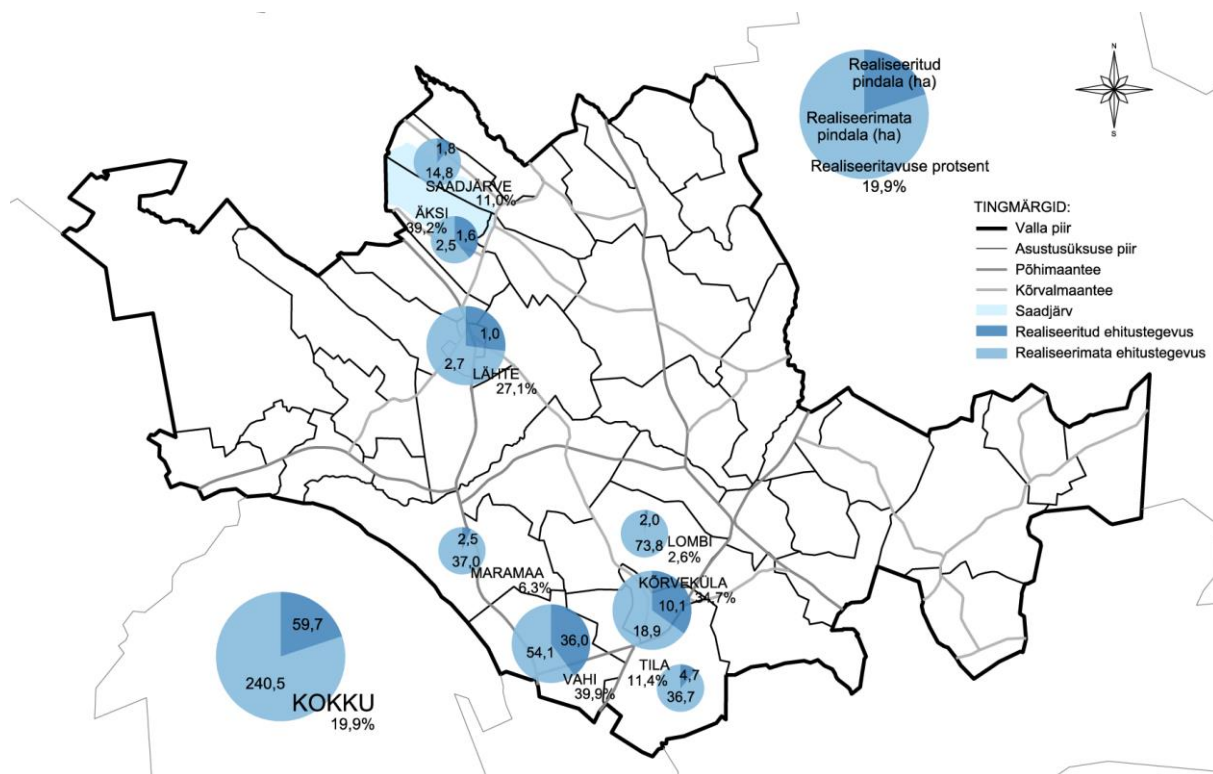 N
S
Realiseeritud
pindala (ha)
Realiseerimata
pindala (ha)
Realiseeritavuse protsent
19,9%
TINGMÄRGID:
Valla piir
Asustusüksuse piir
Põhimaantee
Kõrvalmaantee
Saadjärv
Realiseeritud ehitustegevus
Realiseerimata ehitustegevus
1,8
14,8
SAADJÄRVE
11,0%
ÄKSI
39,2%
1,6
2,5
1,0
2,7
LÄHTE
27,1%
2,0
73,8
LOMBI
2,6%
2,5
37,0
MARAMAA
6,3%
KÕRVEKÜLA
34,7%
10,1
18,9
36,0
54,1
VAHI
39,9%
TILA
11,4%
4,7
36,7
59,7
240,5
KOKKU
19,9%